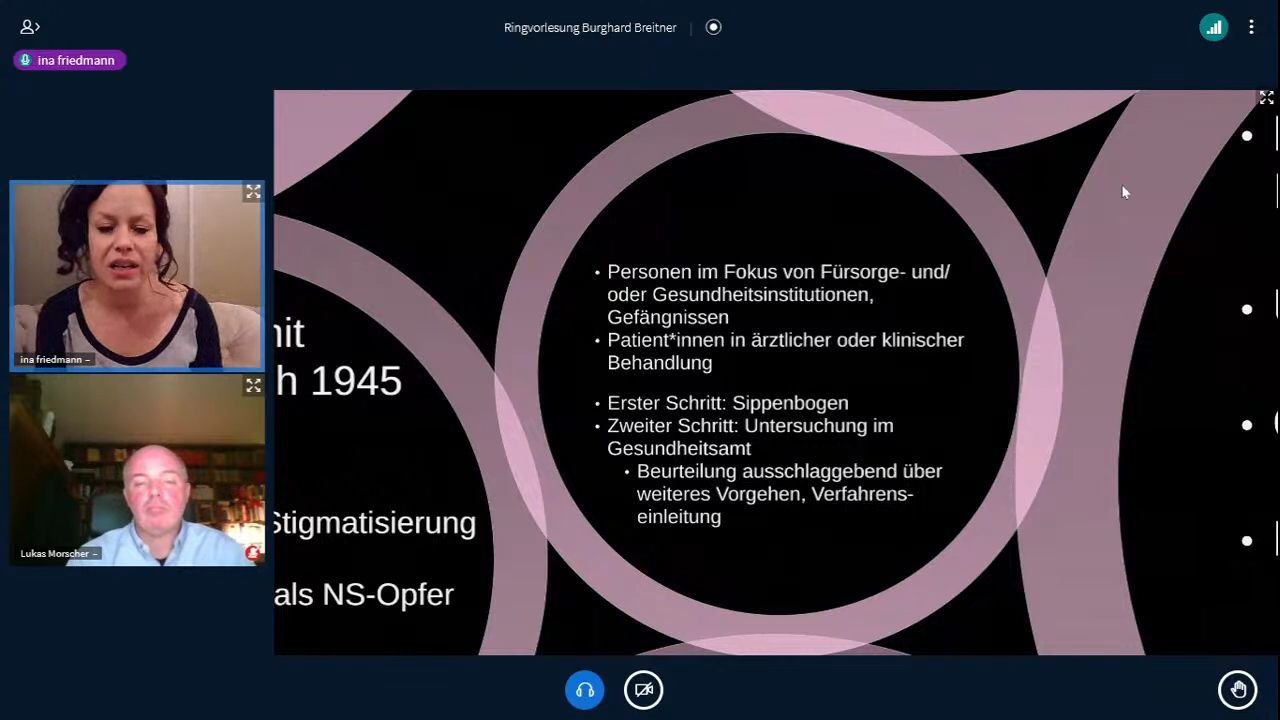 Ringvorlesung Burghard Breitner
ina friedmann
ina friedmann
Lukas Morscher
1945
Stigmatisierung
als NS-Opfer
• Personen im Fokus von Fürsorge- und/
oder Gesundheitsinstitutionen,
Gefängnissen
• Patient*innen in ärztlicher oder klinischer
Behandlung
• Erster Schritt: Sippenbogen
• Zweiter Schritt: Untersuchung im
Gesundheitsamt
• Beurteilung ausschlaggebend über
weiteres Vorgehen, Verfahrens-
einleitung